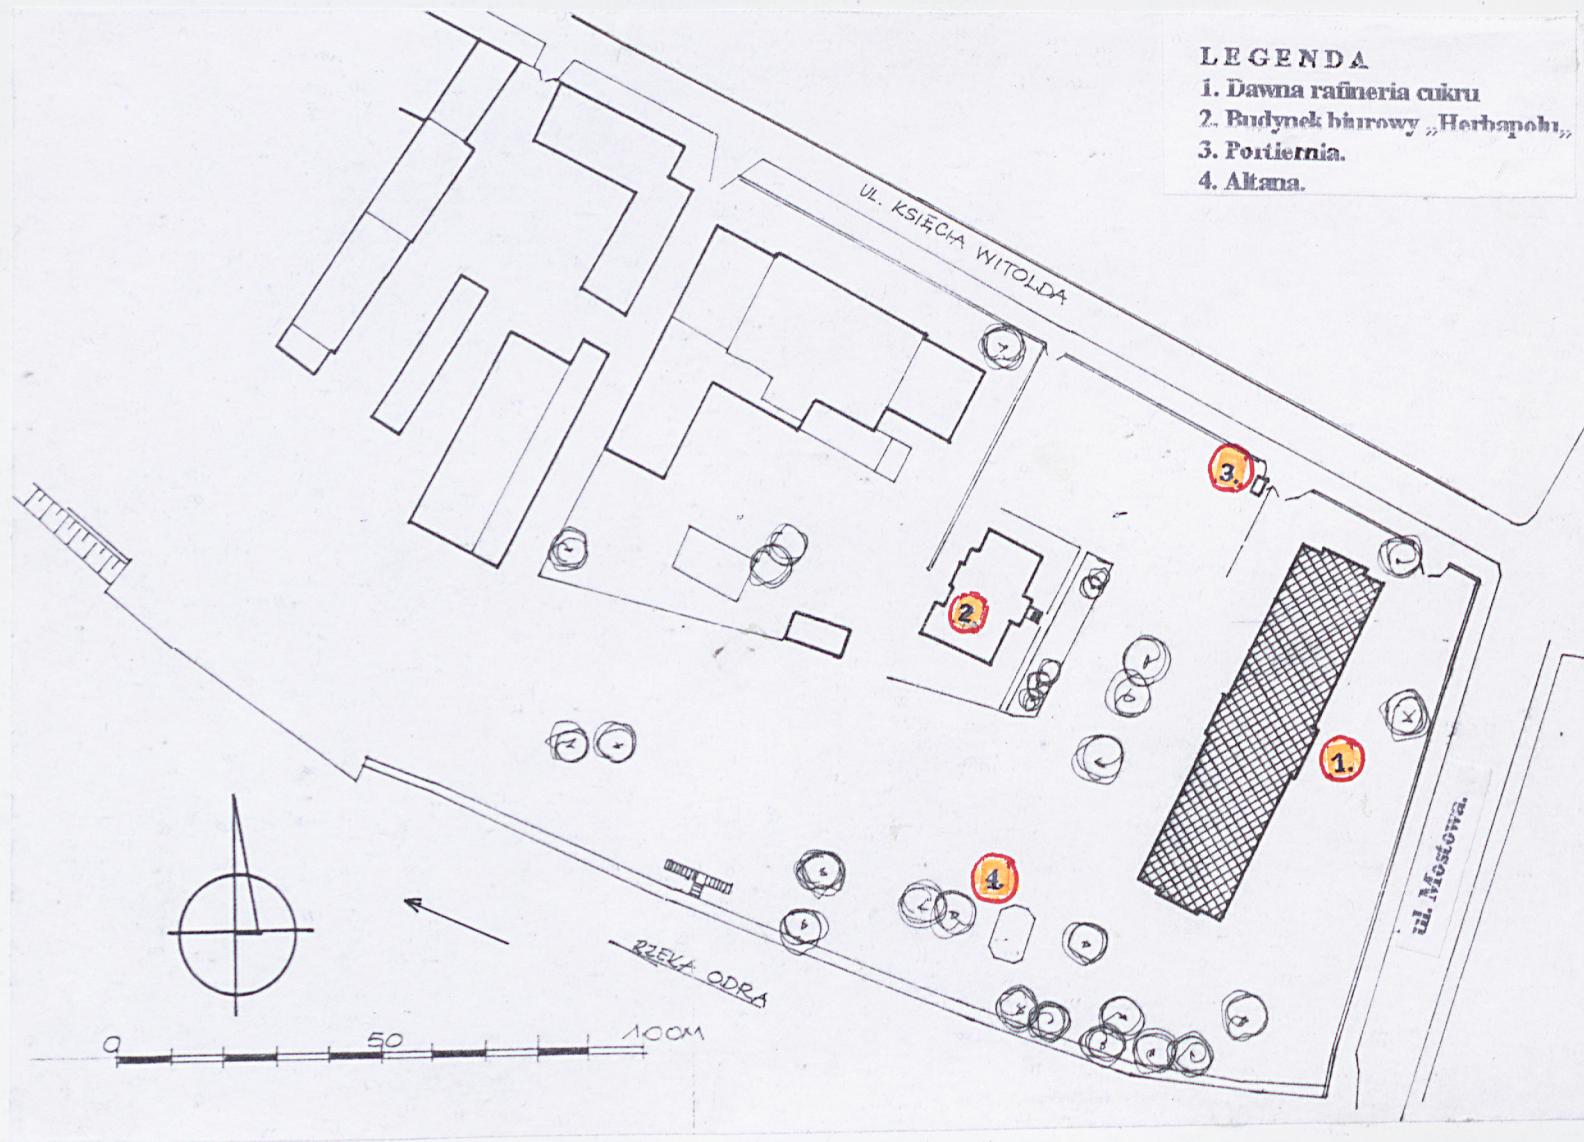 LEGENDA
1. Dawna rafineria cukru
2. Budynek biurowy „Herbapolu„
3. Portiernia.
4. Altana.
UL. KSIĘCIA WITOLDA
3.
2.
1.
4.
ul. Mostowa.
RZEKA ODRA
0 50 100M